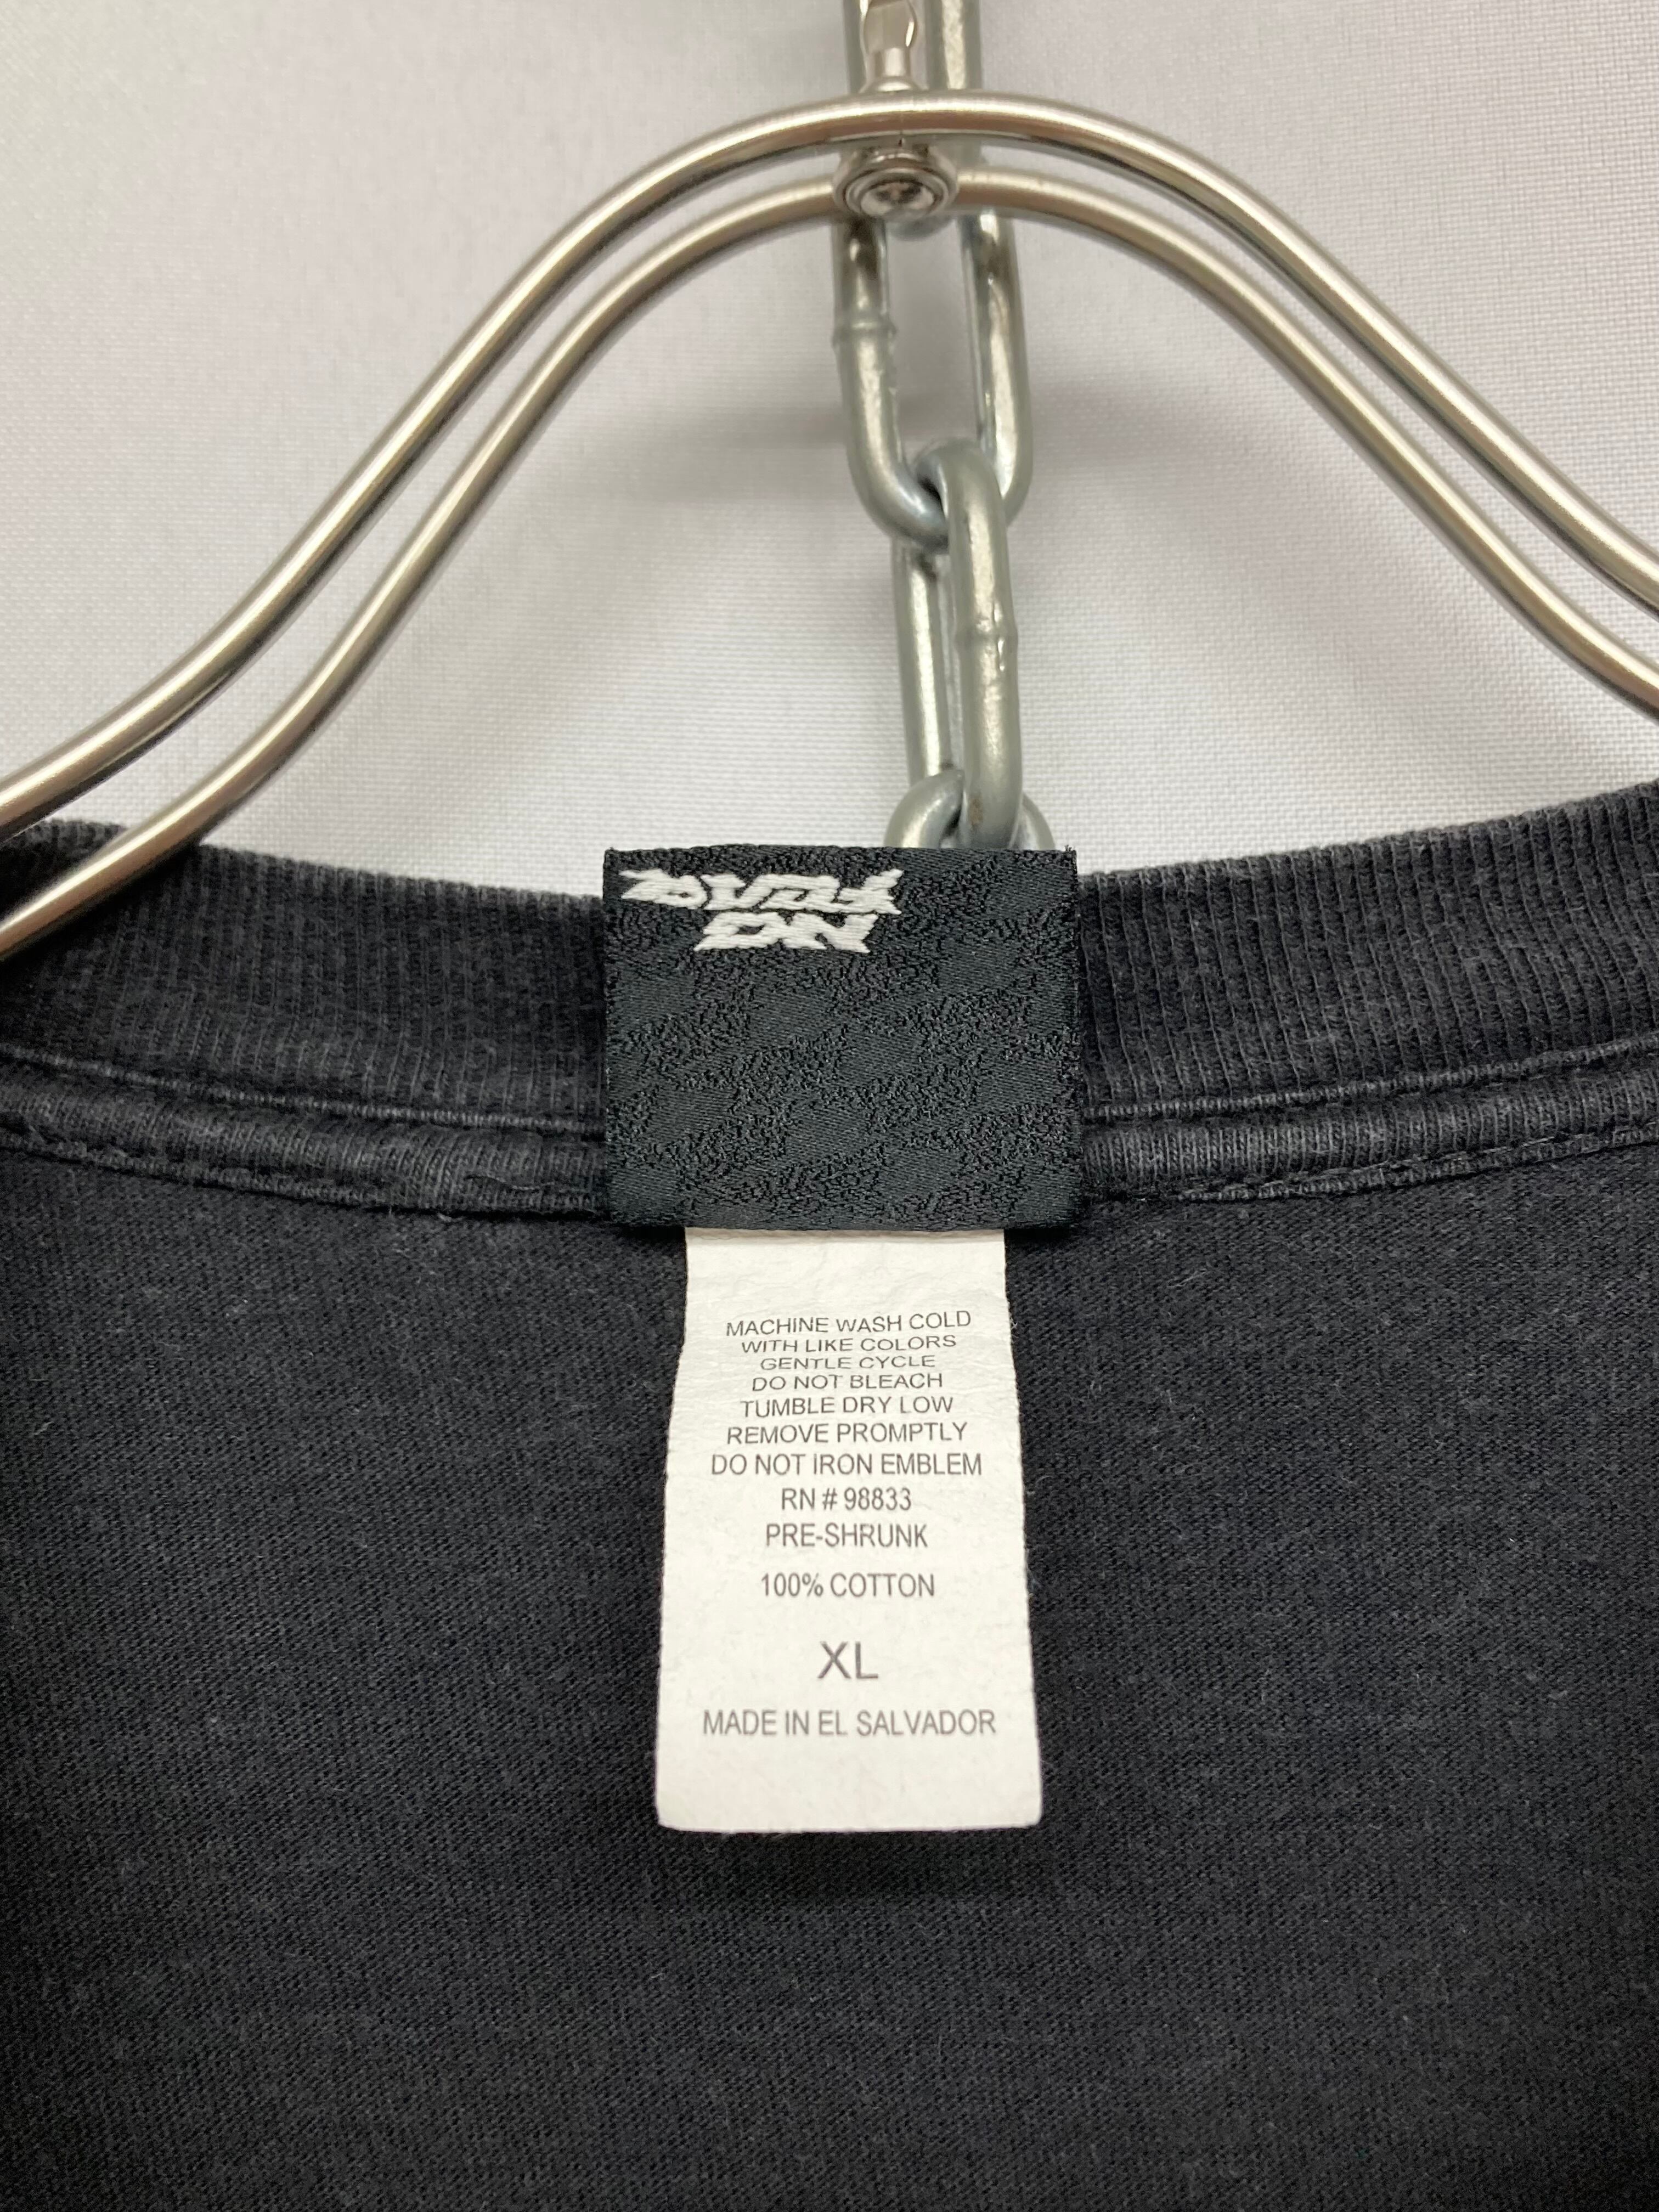 MACHINE WASH COLD
WITH LIKE COLORS
GENTLE CYCLE
DO NOT BLEACH
TUMBLE DRY LOW
REMOVE PROMPTLY
DO NOT IRON EMBLEM
RN # 98833
PRE-SHRUNK
100% COTTON
XL
MADE IN EL SALVADOR